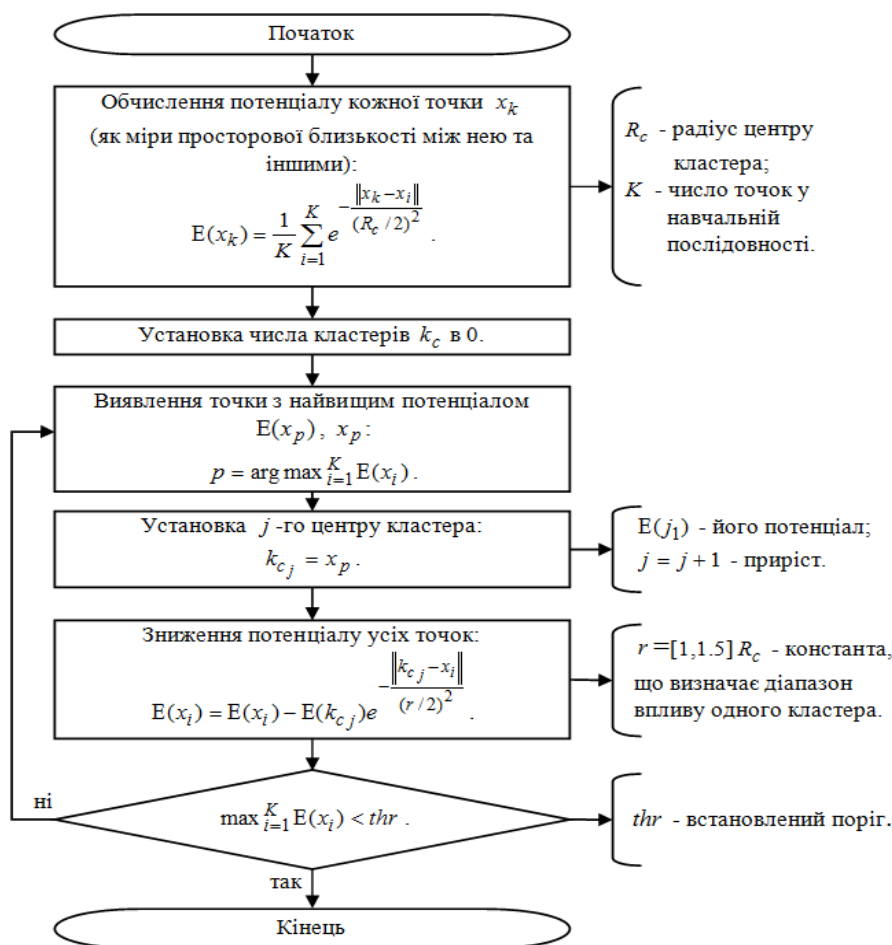 Початок
Обчислення потенціалу кожної точки x_k
(як міри просторової близькості між нею та
іншими):
E(x_k) = \frac{1}{K} \sum_{i=1}^{K} e^{-\frac{\|x_k - x_i\|}{(R_c/2)^2}} .
R_c - радіус центру
кластера;
K - число точок у
навчальній
послідовності.
Установка числа кластерів k_c в 0.
Виявлення точки з найвищим потенціалом
E(x_p) , x_p :
p = arg max_{i=1}^{K} E(x_i) .
Установка j -го центру кластера:
k_{c_j} = x_p .
E(j_1) - його потенціал;
j = j + 1 - приріст.
Зниження потенціалу усіх точок:
E(x_i) = E(x_i) − E(k_{c_j}) e^{-\frac{\|k_{c_j} - x_i\|}{(r/2)^2}} .
r =[1,1.5] R_c - константа,
що визначає діапазон
впливу одного кластера.
ні
max_{i=1}^{K} E(x_i) < thr .
thr - встановлений поріг.
так
Кінець